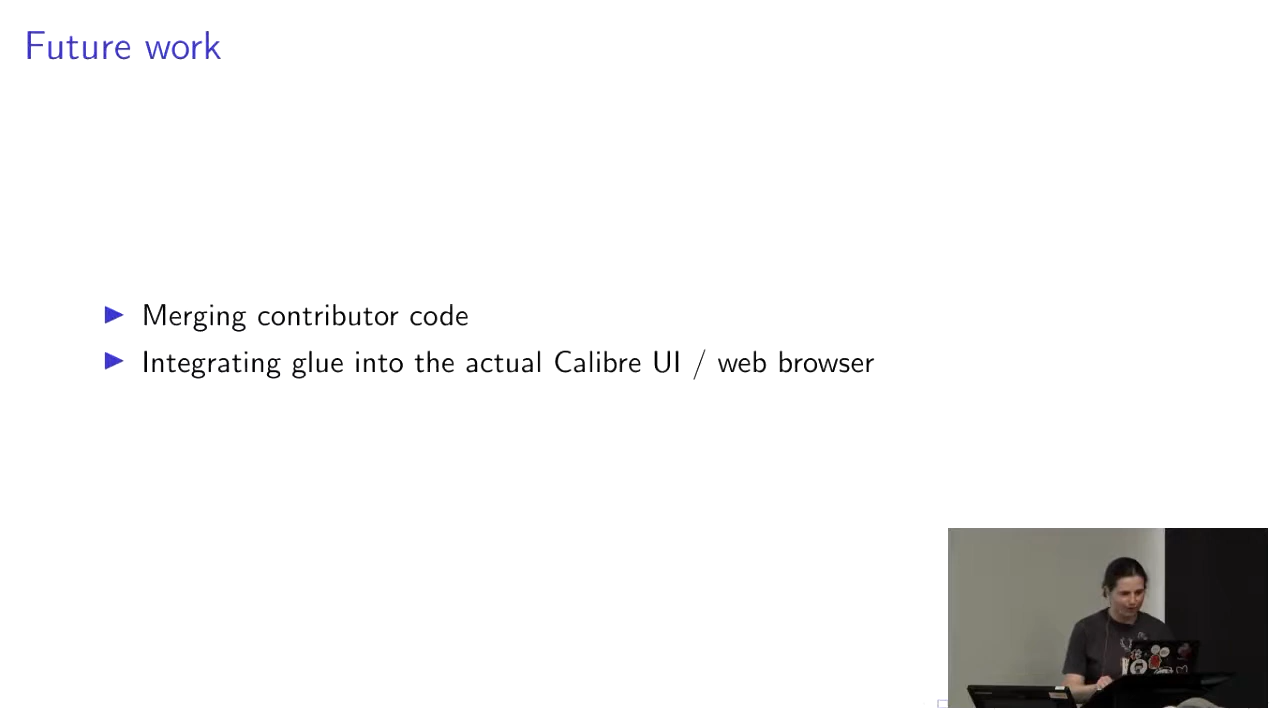 Future work
Merging contributor code
Integrating glue into the actual Calibre UI / web browser